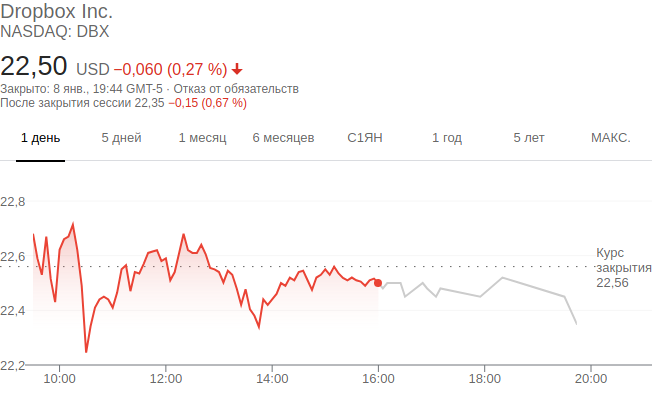 Dropbox Inc.
NASDAQ: DBX
22,50 USD −0,060 (0,27 %)
Закрыто: 8 янв., 19:44 GMT-5 · Отказ от обязательств
После закрытия сессии 22,35 −0,15 (0,67 %)
1 день 5 дней 1 месяц 6 месяцев С1ЯН 1 год 5 лет МАКС.
22,8
22,6
22,4
22,2
Курс
закрытия
22,56
10:00 12:00 14:00 16:00 18:00 20:00